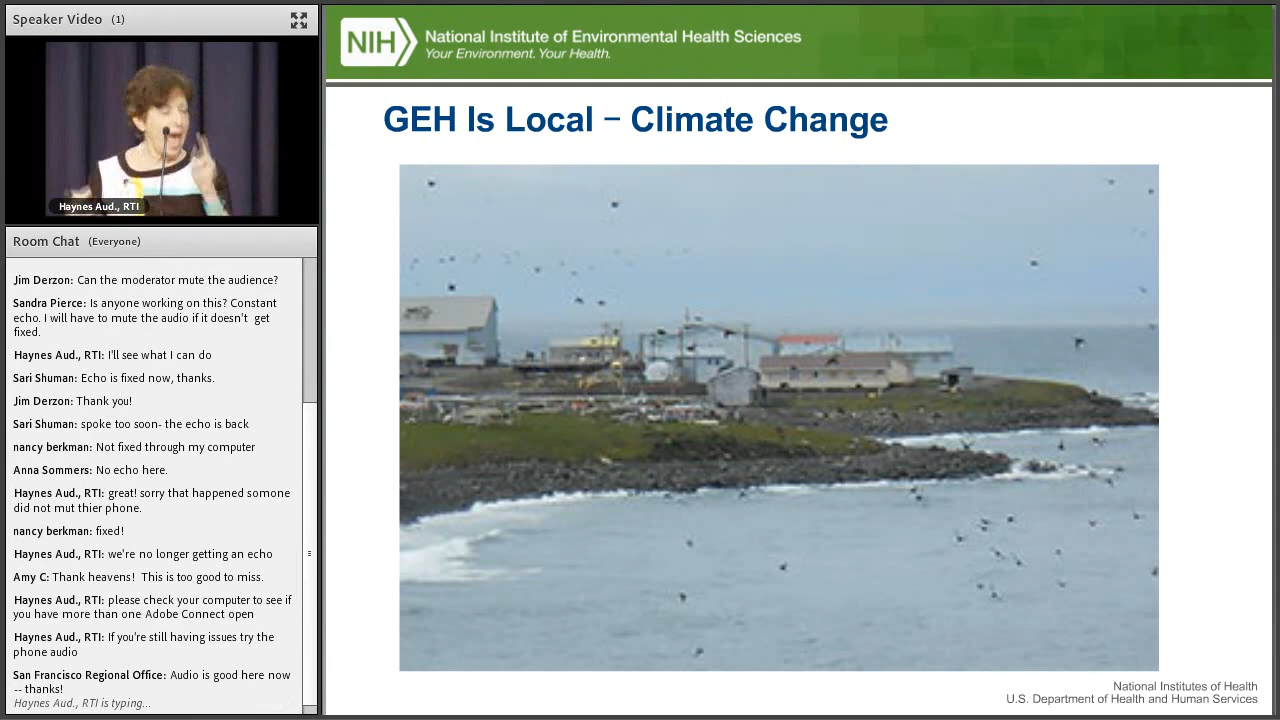 Speaker Video (1)
Haynes Aud., RTI
Room Chat (Everyone)
Jim Derzon: Can the moderator mute the audience?
Sandra Pierce: Is anyone working on this? Constant
echo. I will have to mute the audio if it doesn't get
fixed.
Haynes Aud., RTI: I'll see what I can do
Sari Shuman: Echo is fixed now, thanks.
Jim Derzon: Thank you!
Sari Shuman: spoke too soon- the echo is back
nancy berkman: Not fixed through my computer
Anna Sommers: No echo here.
Haynes Aud., RTI: great! sorry that happened somone
did not mut thier phone.
nancy berkman: fixed!
Haynes Aud., RTI: we're no longer getting an echo
Amy C: Thank heavens! This is too good to miss.
Haynes Aud., RTI: please check your computer to see if
you have more than one Adobe Connect open
Haynes Aud., RTI: If you're still having issues try the
phone audio
San Francisco Regional Office: Audio is good here now
-- thanks!
Haynes Aud., RTI is typing...
NIH
National Institute of Environmental Health Sciences
Your Environment. Your Health.
GEH Is Local – Climate Change
National Institutes of Health
U.S. Department of Health and Human Services